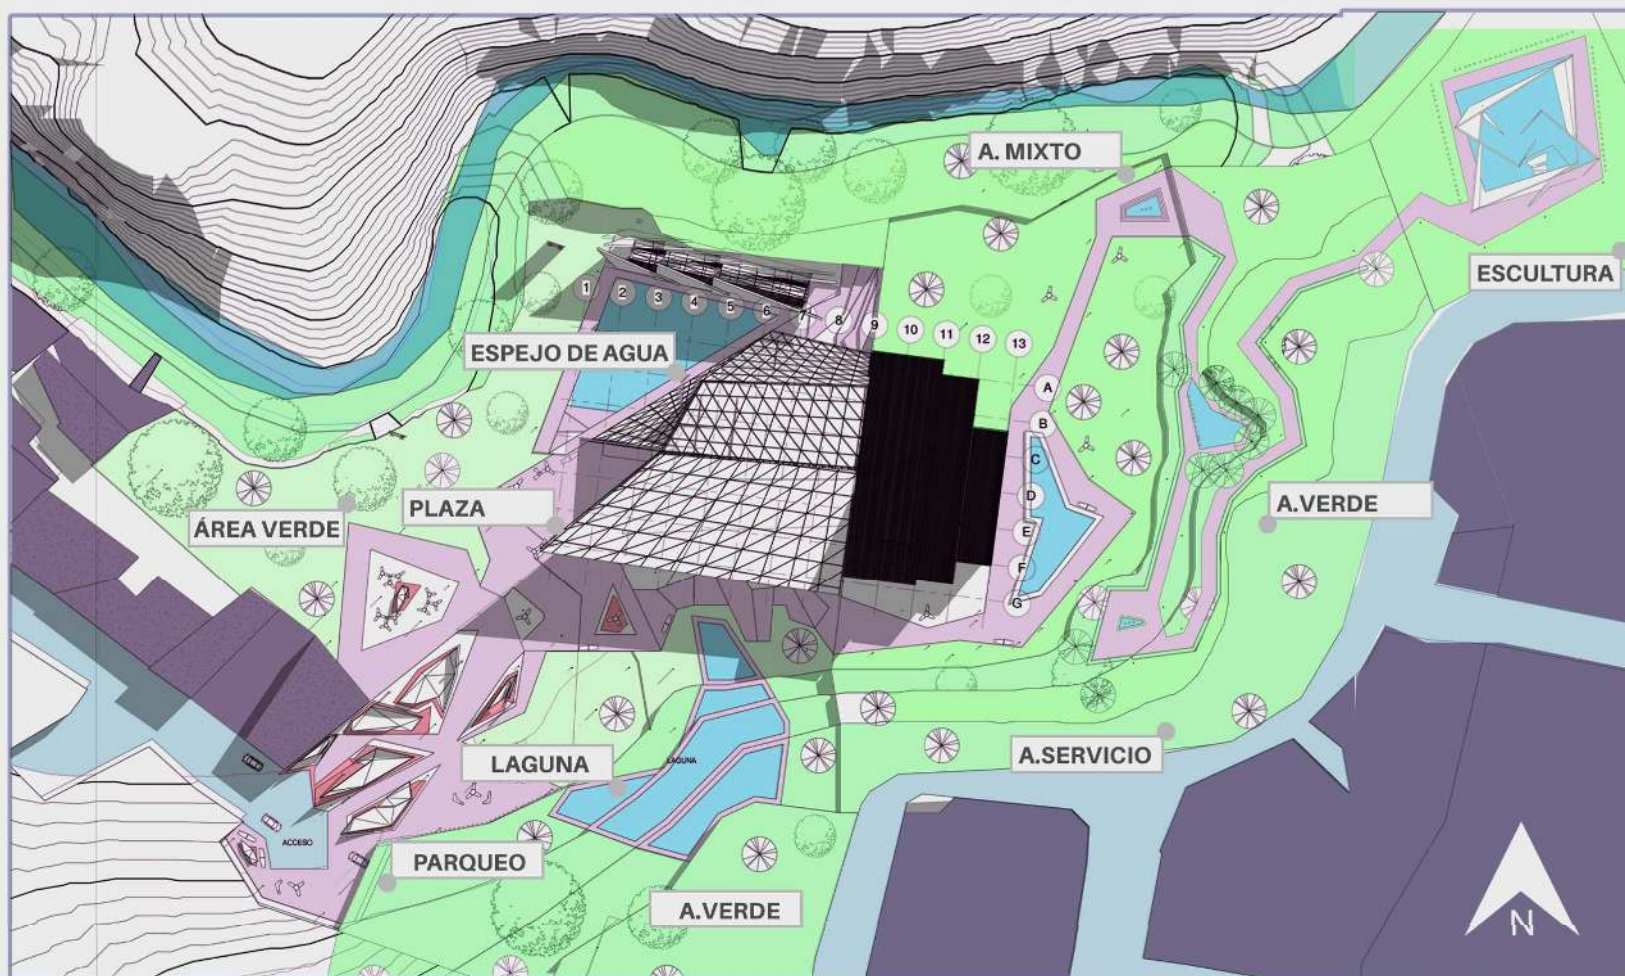 A. MIXTO
ESCULTURA
1
2
3
4
5
6
7
8
9
10
11
12
13
ESPEJO DE AGUA
A
B
C
D
E
F
G
PLAZA
ÁREA VERDE
A.VERDE
LAGUNA
LAGUNA
A.SERVICIO
ACCESO
PARQUEO
A.VERDE
N